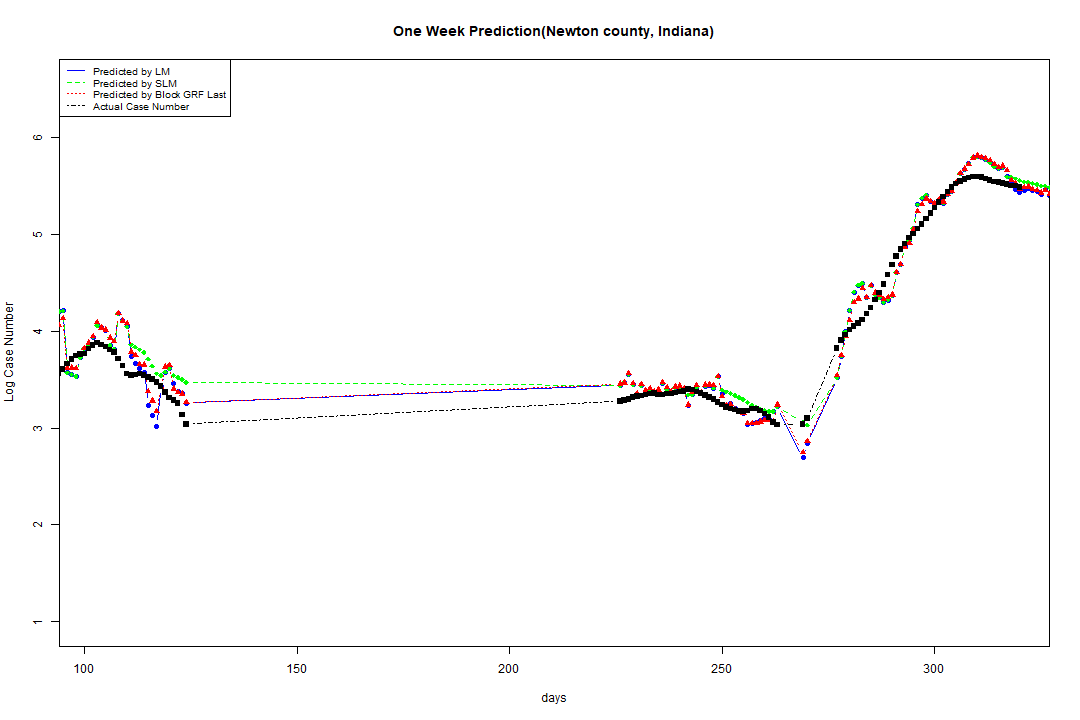 One Week Prediction(Newton county, Indiana)
Predicted by LM
Predicted by SLM
Predicted by Block GRF Last
Actual Case Number
Log Case Number
6
5
4
3
2
1
100 150 200 250 300
days